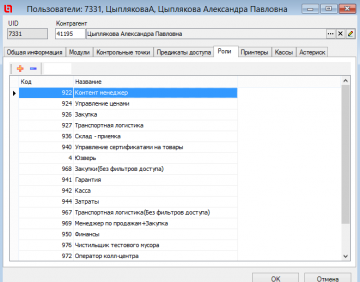 Пользователи: 7331, ЦыпляковаА, Цыплякова Александра Павловна
UID Контрагент
7331 41195 Цыплякова Александра Павловна
Общая информация Модули Контрольные точки Предикаты доступа Роли Принтеры Кассы Астериск
Код Название
922 Контент менеджер
924 Управление ценами
926 Закупка
927 Транспортная логистика
936 Склад - приемка
940 Управление сертификатами на товары
4 Юзверь
968 Закупки(Без фильтров доступа)
941 Гарантия
942 Касса
944 Затраты
967 Транспортная логистика(Без фильтров доступа)
969 Менеджер по продажам+Закупка
950 Финансы
976 Чистильщик тестового мусора
972 Оператор колл-центра
OK Отмена